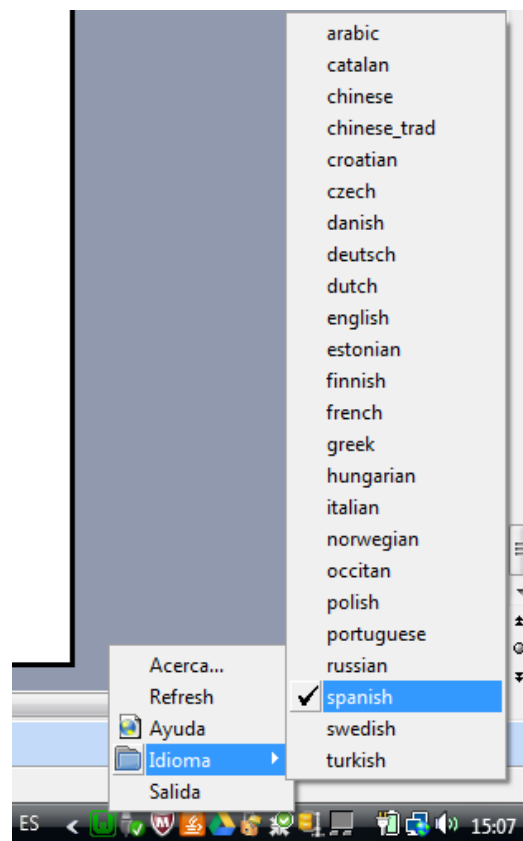 arabic
catalan
chinese
chinese_trad
croatian
czech
danish
deutsch
dutch
english
estonian
finnish
french
greek
hungarian
italian
norwegian
occitan
polish
portuguese
russian
spanish
swedish
turkish
Acerca...
Refresh
Ayuda
Idioma
Salida
ES
15:07